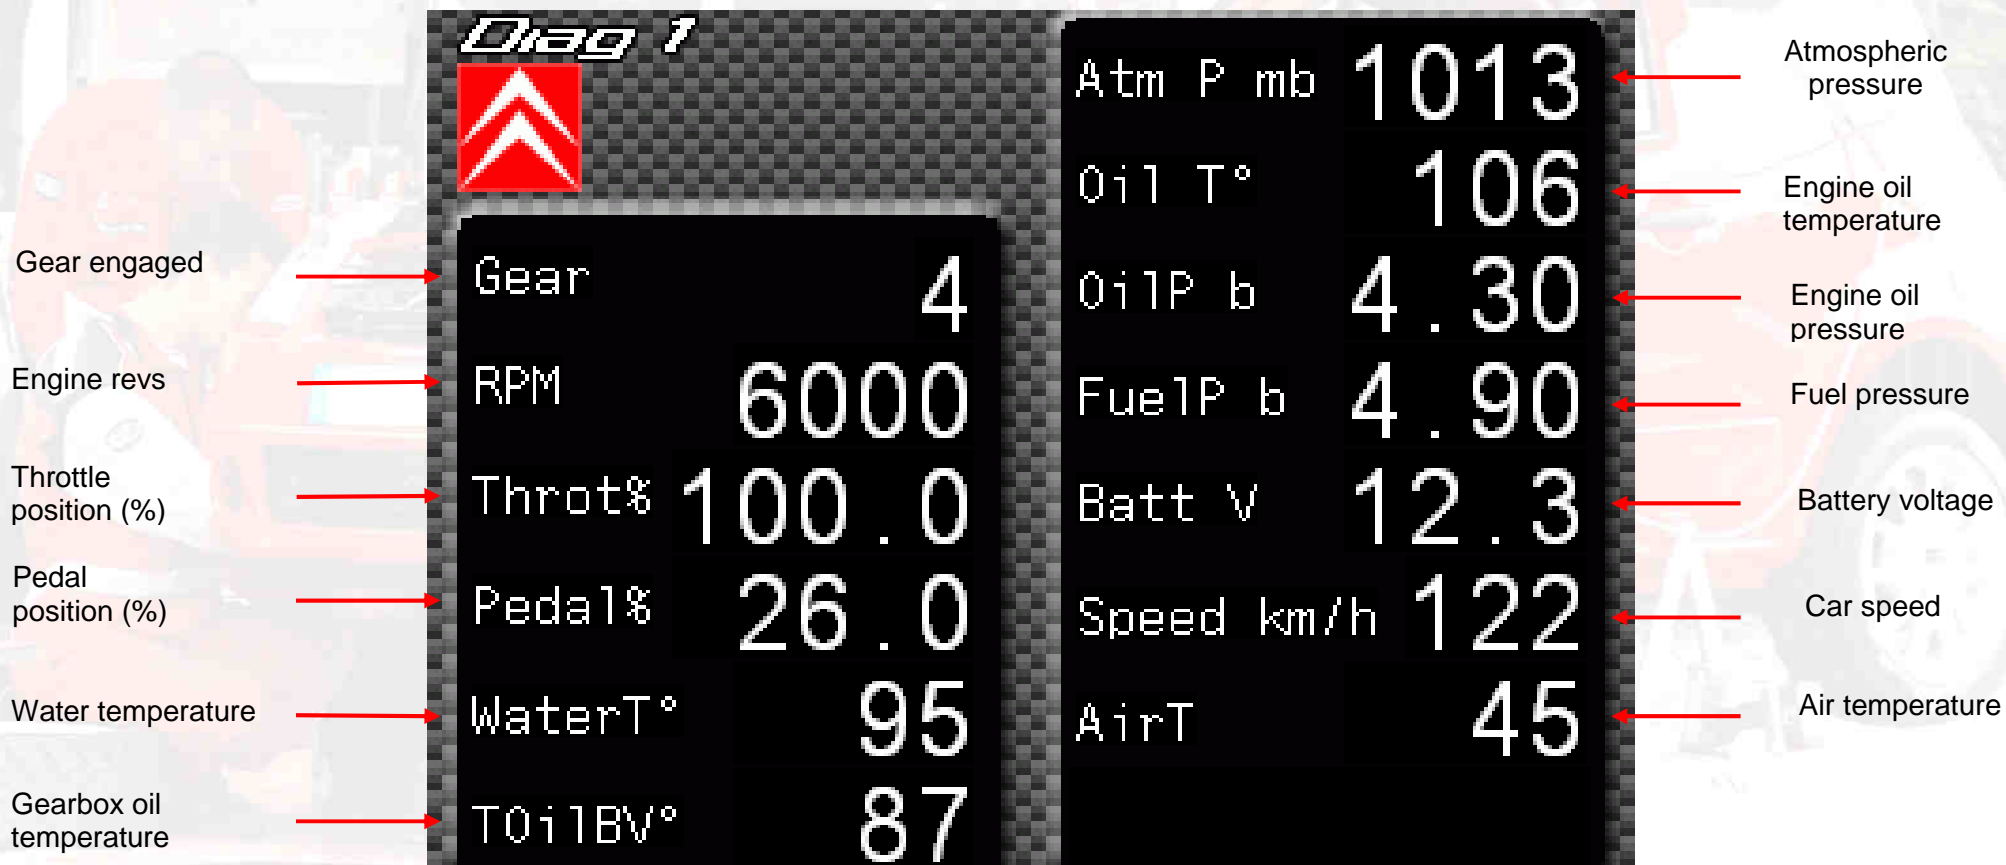 Diag 1
Gear engaged
Gear 4
Engine revs
RPM 6000
Throttle
position (%)
Throt% 100.0
Pedal
position (%)
Pedal% 26.0
Water temperature
WaterT° 95
Gearbox oil
temperature
TOilBV° 87
Atm P mb 1013
Atmospheric
pressure
Oil T° 106
Engine oil
temperature
OilP b 4.30
Engine oil
pressure
FuelP b 4.90
Fuel pressure
Batt V 12.3
Battery voltage
Speed km/h 122
Car speed
AirT 45
Air temperature